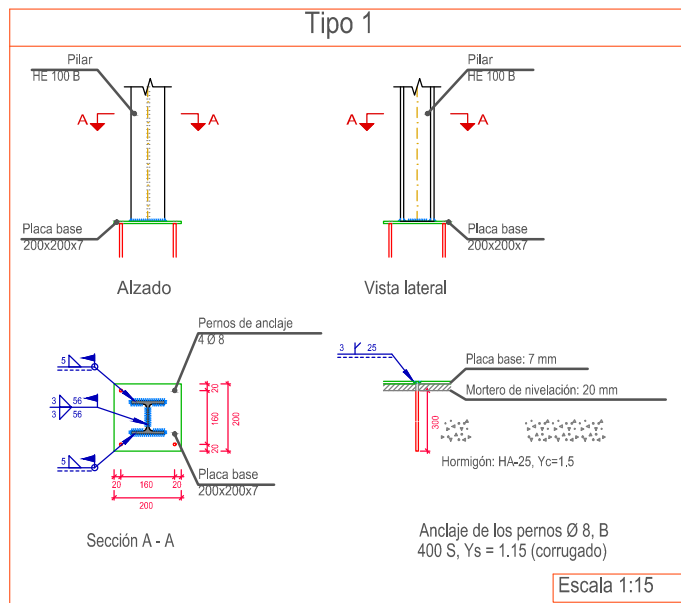 Tipo 1
Pilar
HE 100 B
A
A
Placa base
200x200x7
Alzado
Pilar
HE 100 B
A
A
Placa base
200x200x7
Vista lateral
Pernos de anclaje
4 Ø 8
5
3
56
3
56
5
20
160
20
200
20
160
20
200
Placa base
200x200x7
Sección A - A
3
25
Placa base: 7 mm
Mortero de nivelación: 20 mm
300
Hormigón: HA-25, Yc=1,5
Anclaje de los pernos Ø 8, B
400 S, Ys = 1.15 (corrugado)
Escala 1:15